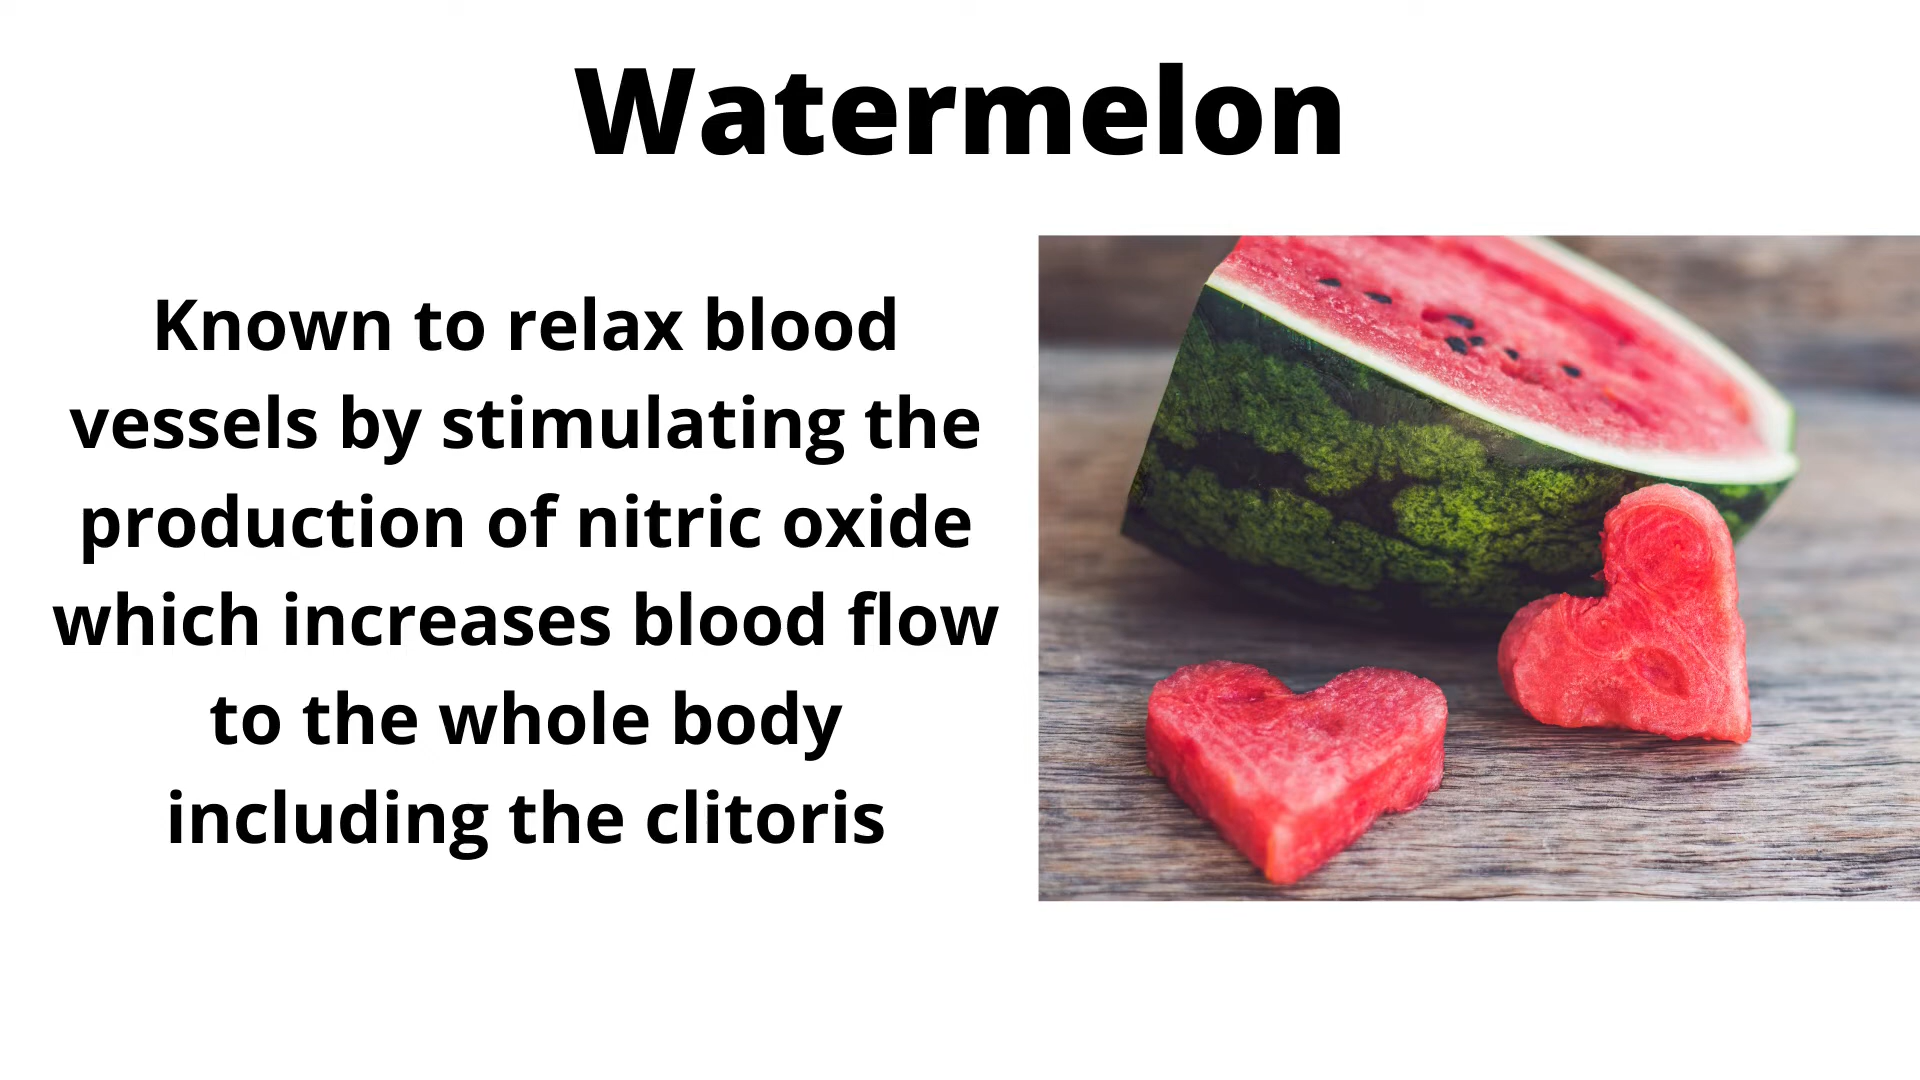 Watermelon
Known to relax blood
vessels by stimulating the
production of nitric oxide
which increases blood flow
to the whole body
including the clitoris